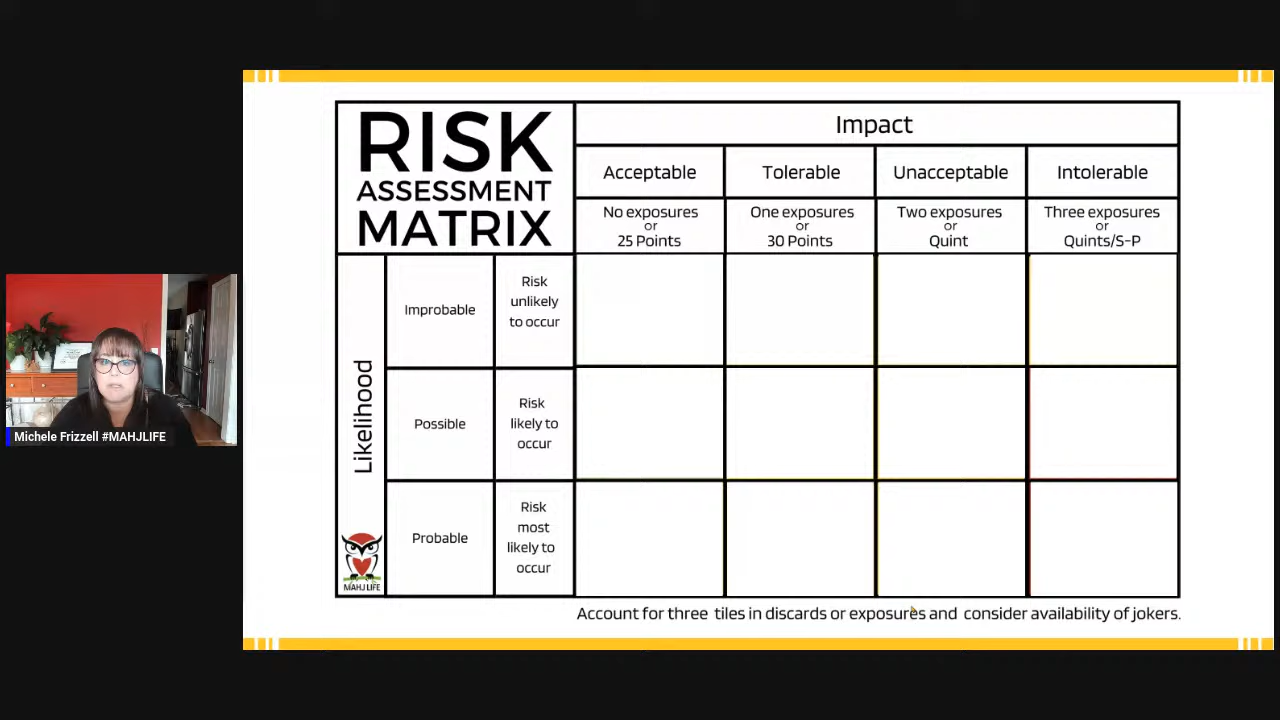 RISK
ASSESSMENT
MATRIX
Impact
Acceptable
Tolerable
Unacceptable
Intolerable
No exposures
or
25 Points
One exposures
or
30 Points
Two exposures
or
Quint
Three exposures
or
Quints/S-P
Likelihood
Improbable
Risk
unlikely
to occur
Possible
Risk
likely to
occur
Probable
Risk
most
likely to
occur
MAHJ LIFE
Account for three tiles in discards or exposures and consider availability of jokers.
Michele Frizzell #MAHJLIFE